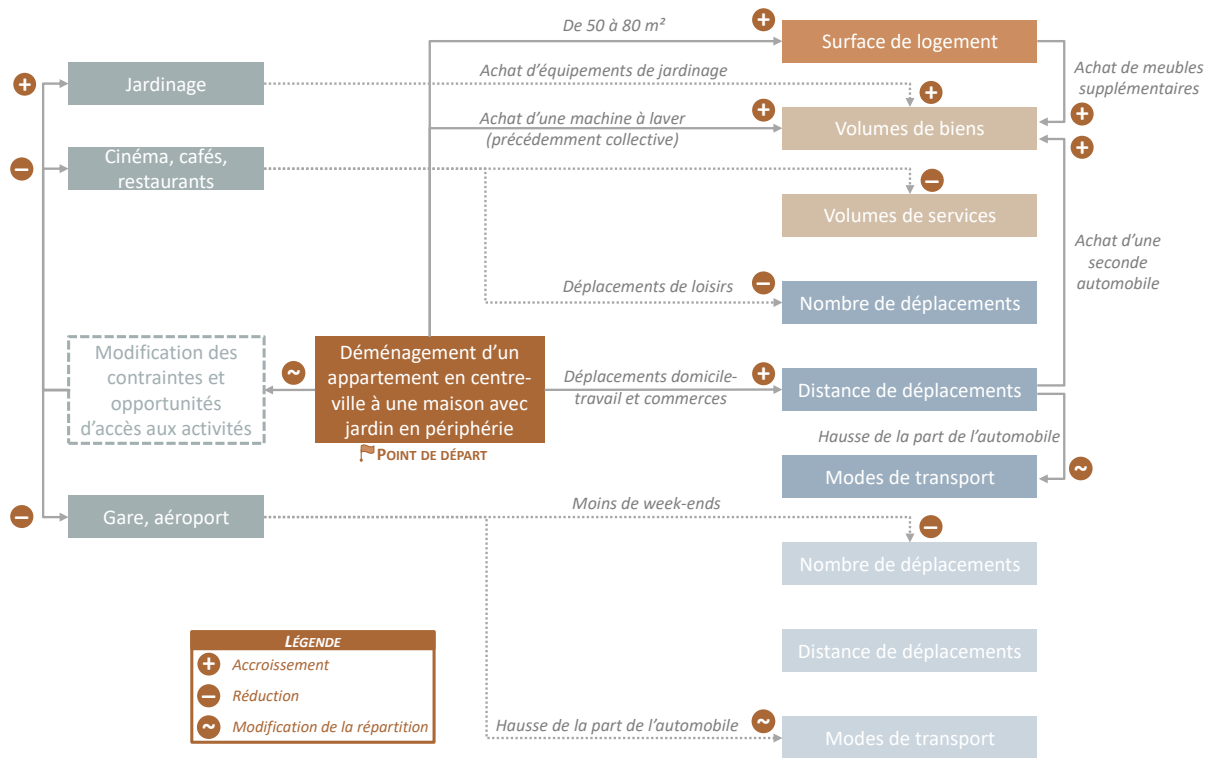 De 50 à 80 m²
Surface de logement
Jardinage
Achat d'équipements de jardinage
Achat de meubles
supplémentaires
Achat d'une machine à laver
(précédemment collective)
Volumes de biens
Cinéma, cafés,
restaurants
Volumes de services
Achat d'une
seconde
automobile
Déplacements de loisirs
Nombre de déplacements
Modification des
contraintes et
opportunités
d'accès aux activités
Déménagement d'un
appartement en centre-
ville à une maison avec
jardin en périphérie
POINT DE DÉPART
Déplacements domicile-
travail et commerces
Distance de déplacements
Hausse de la part de l'automobile
Modes de transport
Gare, aéroport
Moins de week-ends
Nombre de déplacements
Distance de déplacements
Hausse de la part de l'automobile
Modes de transport
LÉGENDE
+ Accroissement
− Réduction
~ Modification de la répartition